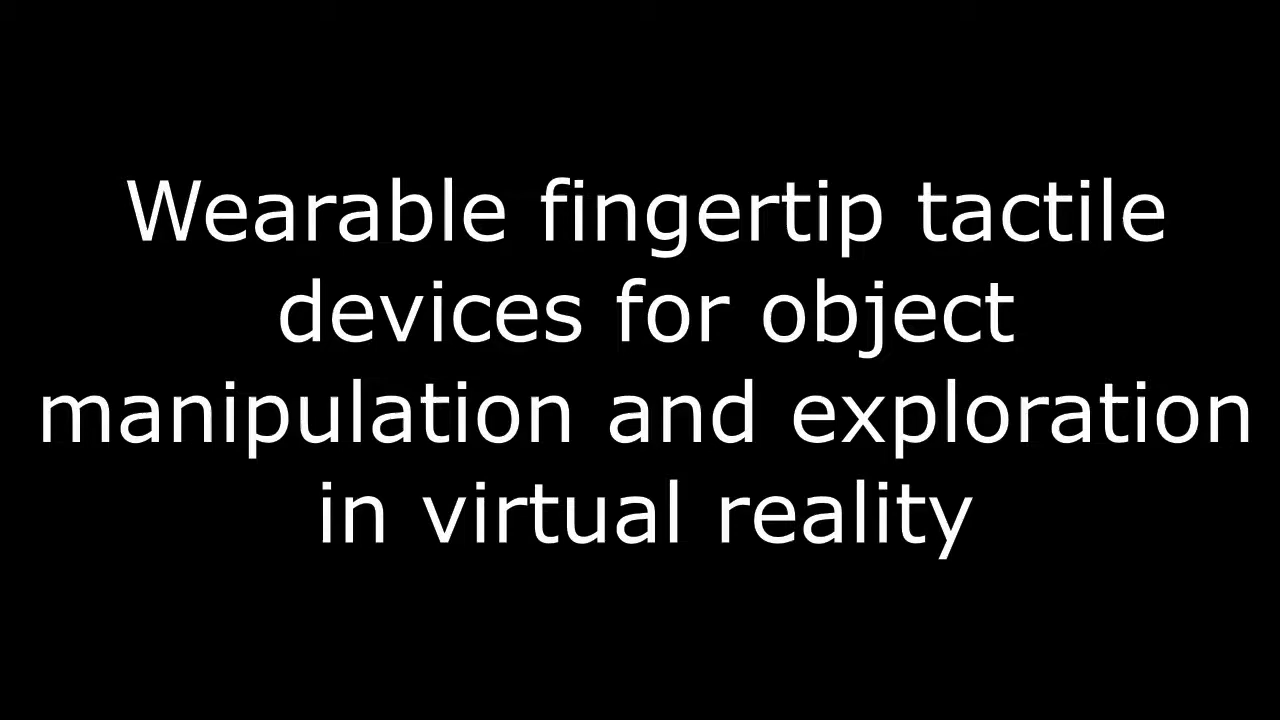 Wearable fingertip tactile
devices for object
manipulation and exploration
in virtual reality